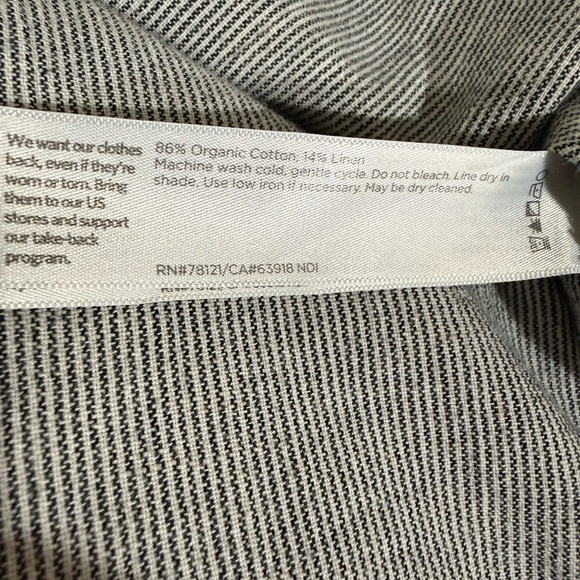 We want our clothes
back, even if they're
worn or torn. Bring
them to our US
stores and support
our take-back
program.
86% Organic Cotton, 14% Linen
Machine wash cold, gentle cycle. Do not bleach. Line dry in
shade. Use low iron if necessary. May be dry cleaned.
RN#78121/CA#63918 NDI